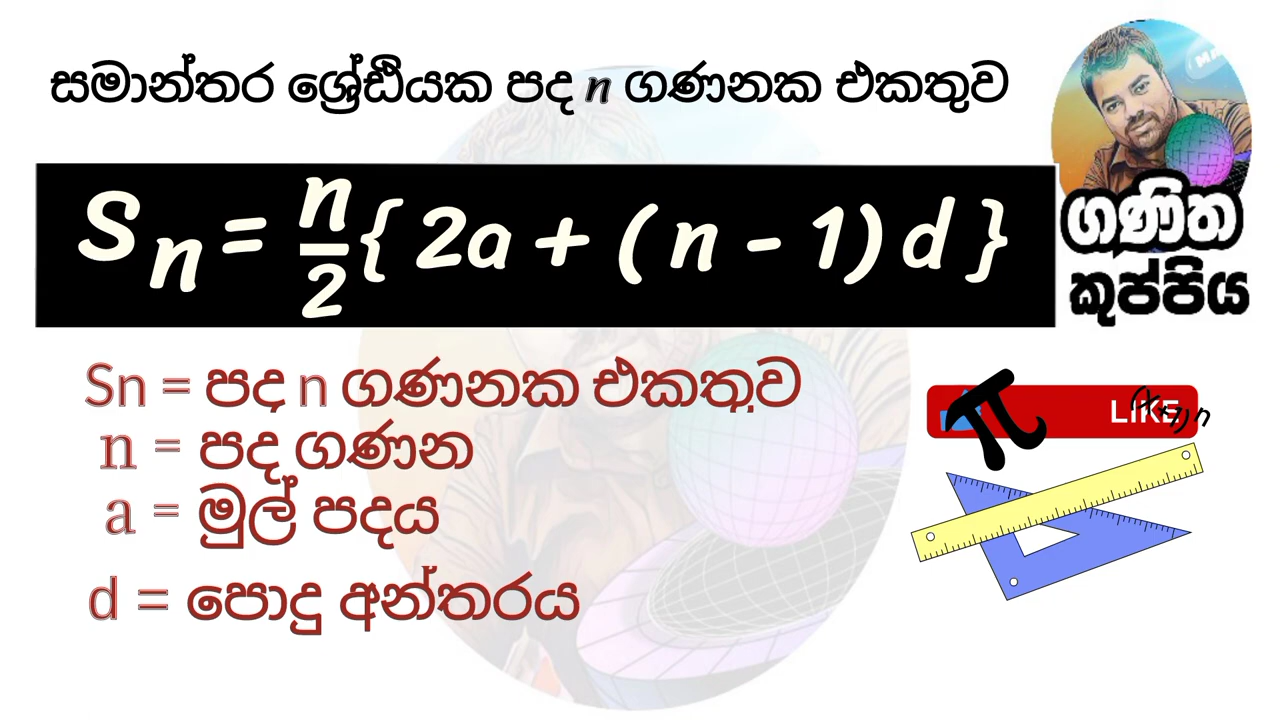 සමාන්තර ශ්‍රේඪියක පද n ගණනක එකතුව
Sn = n/2 { 2a + ( n - 1) d }
ගණිත
කුප්පිය
Sn = පද n ගණනක එකතුව
n = පද ගණන
a = මුල් පදය
d = පොදු අන්තරය
LIKE
π